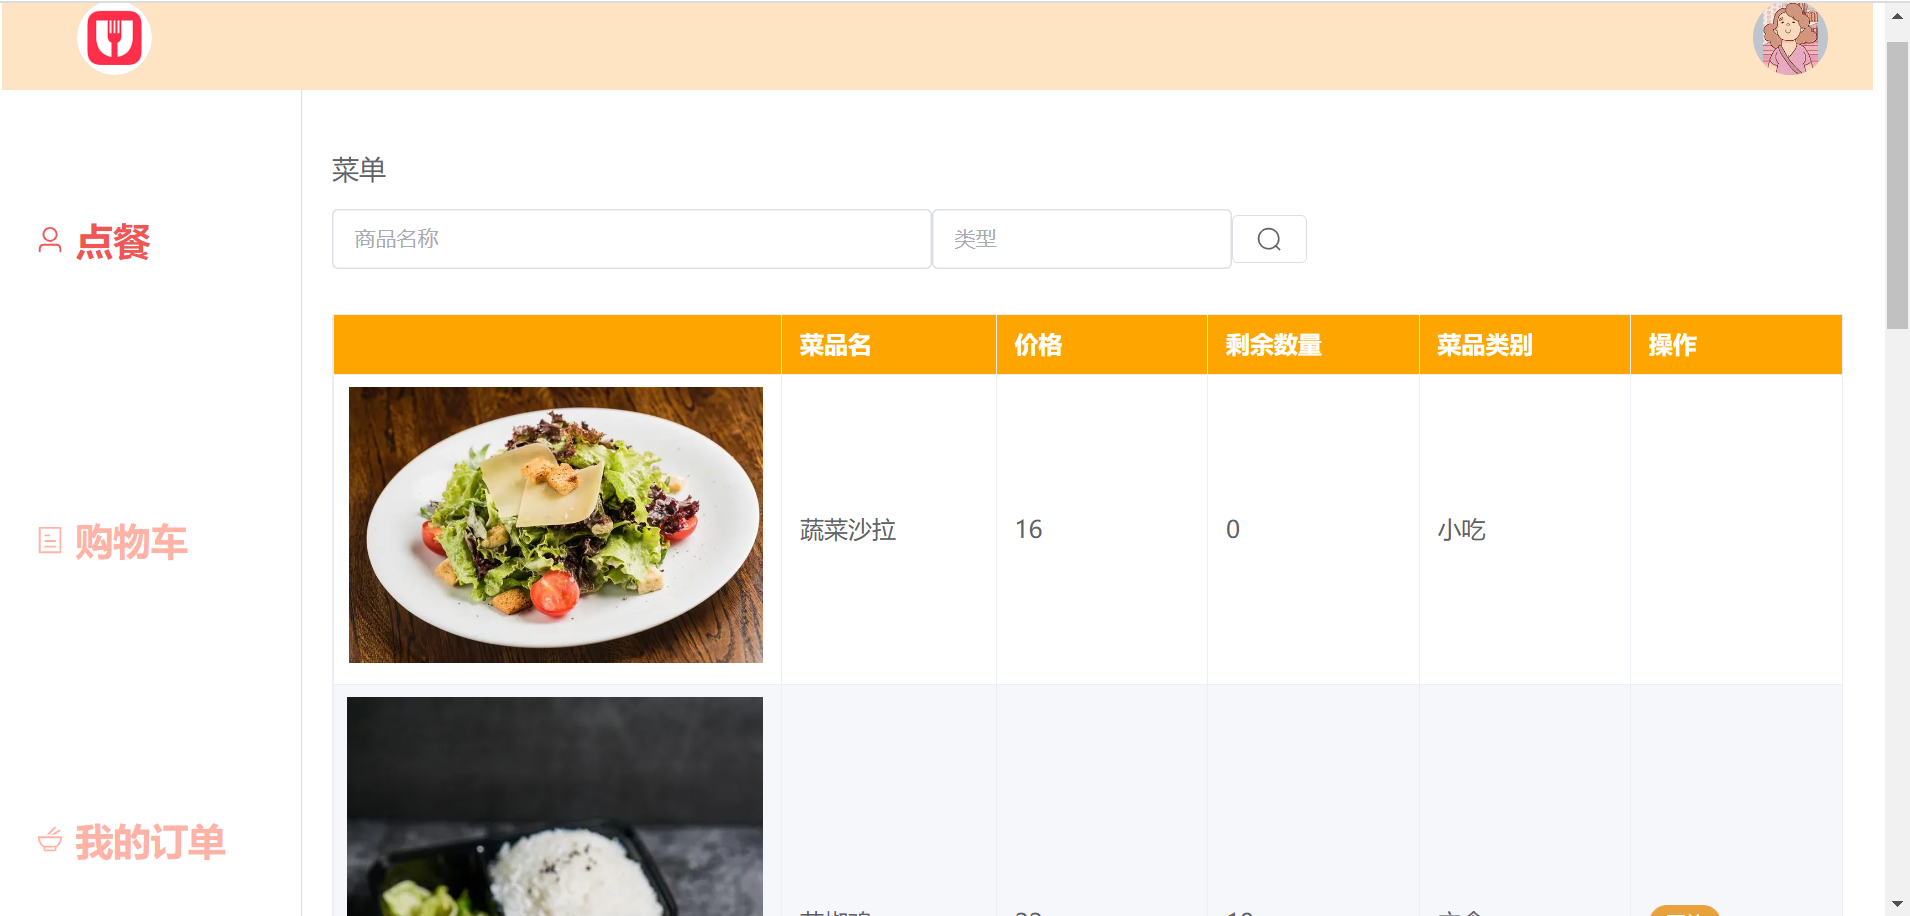 菜单
点餐
商品名称 类型
菜品名 价格 剩余数量 菜品类别 操作
蔬菜沙拉 16 0 小吃
购物车
我的订单